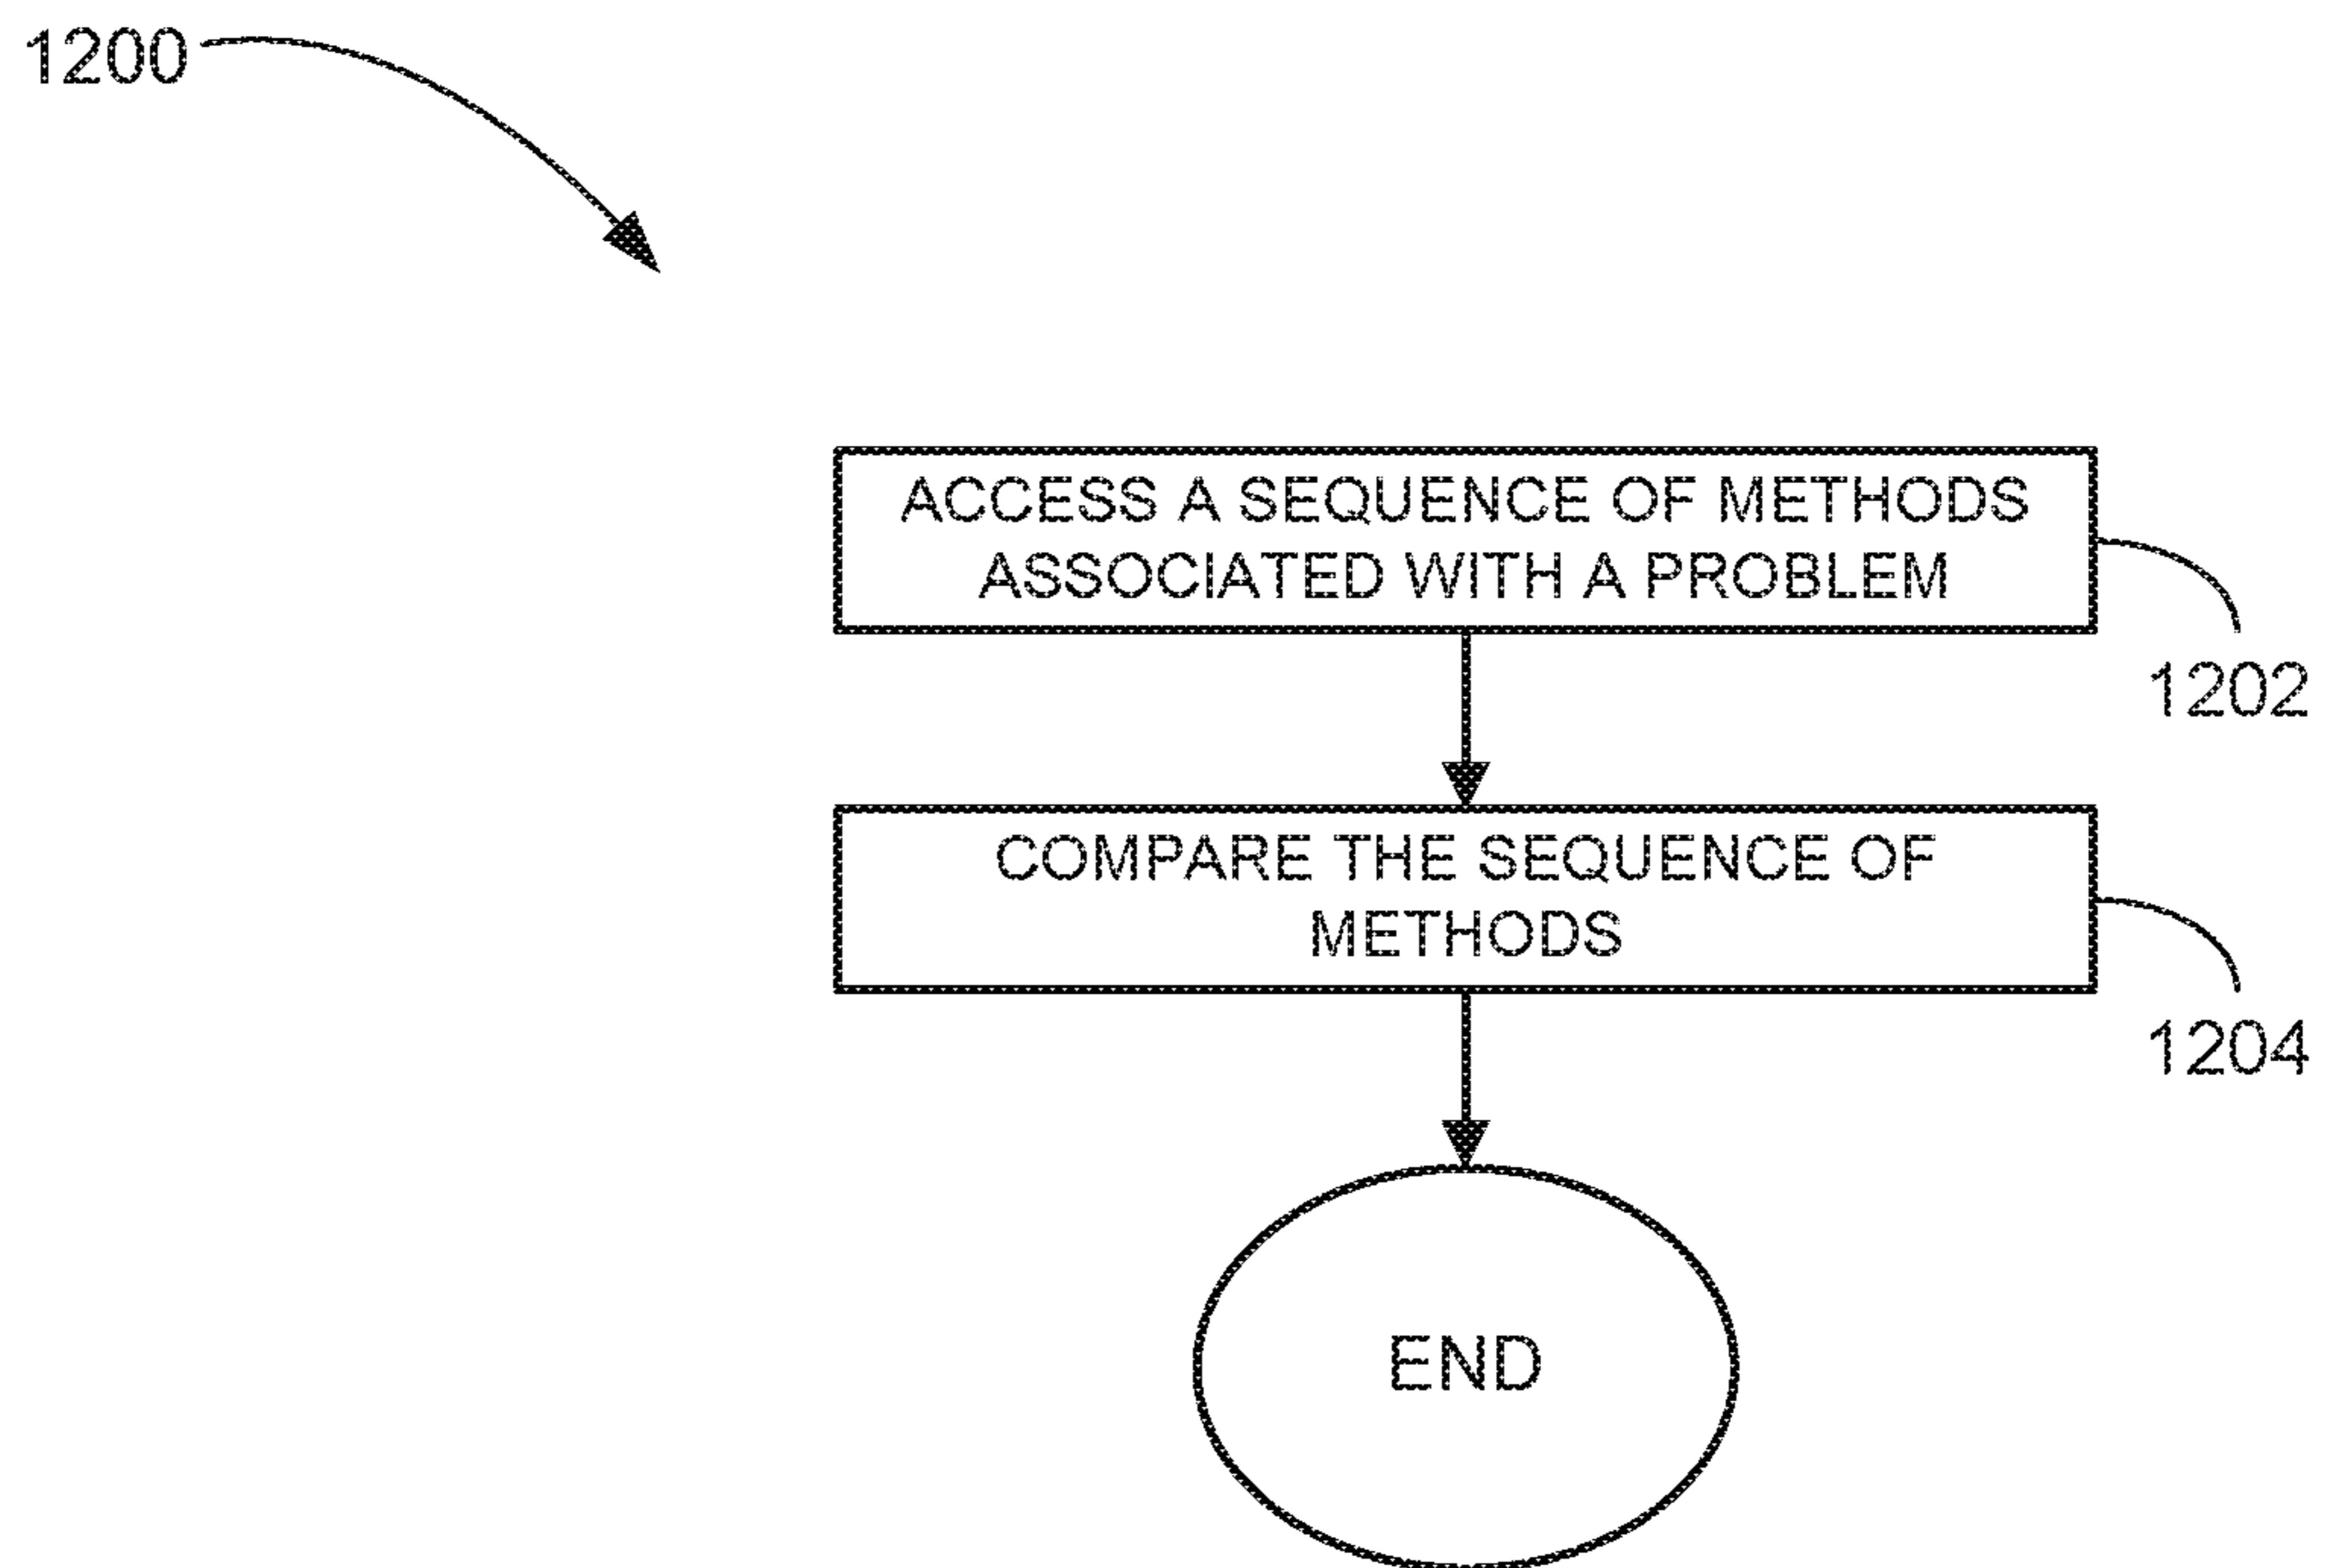 1200
ACCESS A SEQUENCE OF METHODS
ASSOCIATED WITH A PROBLEM
1202
COMPARE THE SEQUENCE OF
METHODS
1204
END